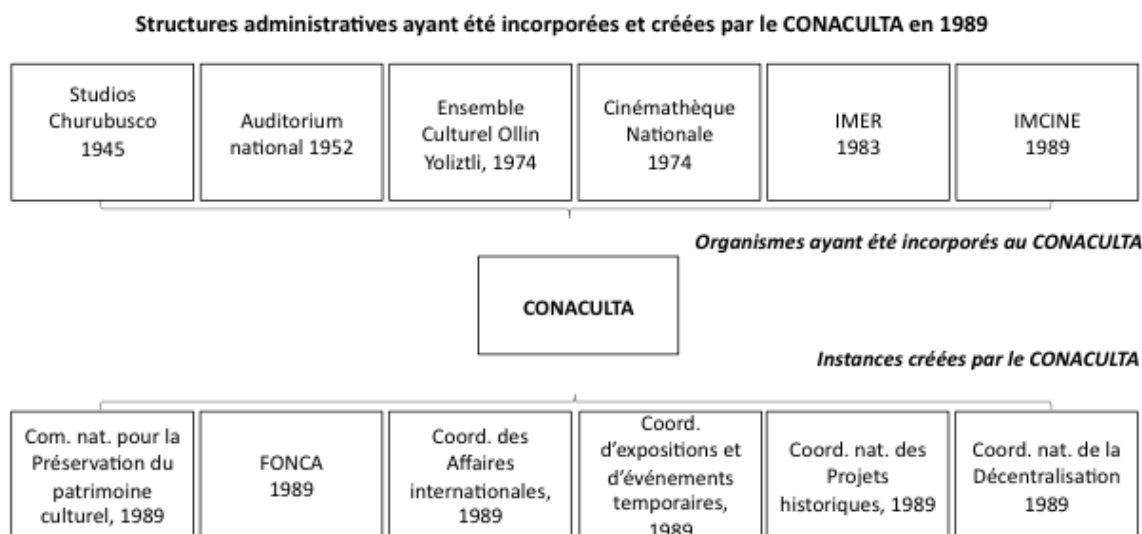 Structures administratives ayant été incorporées et créées par le CONACULTA en 1989
Studios
Churubusco
1945
Auditorium
national 1952
Ensemble
Culturel Ollin
Yoliztli, 1974
Cinémathèque
Nationale
1974
IMER
1983
IMCINE
1989
Organismes ayant été incorporés au CONACULTA
CONACULTA
Instances créées par le CONACULTA
Com. nat. pour la
Préservation du
patrimoine
culturel, 1989
FONCA
1989
Coord. des
Affaires
internationales,
1989
Coord.
d'expositions et
d'événements
temporaires,
1989
Coord. nat. des
Projets
historiques, 1989
Coord. nat. de la
Décentralisation
1989